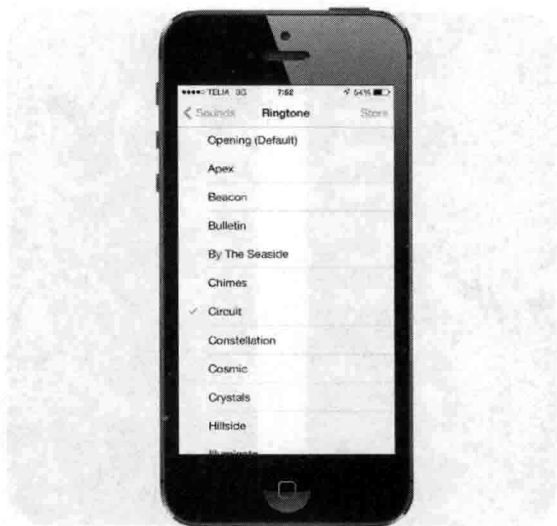 TELIA 3G 7:52 54%
Sounds Ringtone Store
Opening (Default)
Apex
Beacon
Bulletin
By The Seaside
Chimes
Circuit
Constellation
Cosmic
Crystals
Hillside
Illuminate